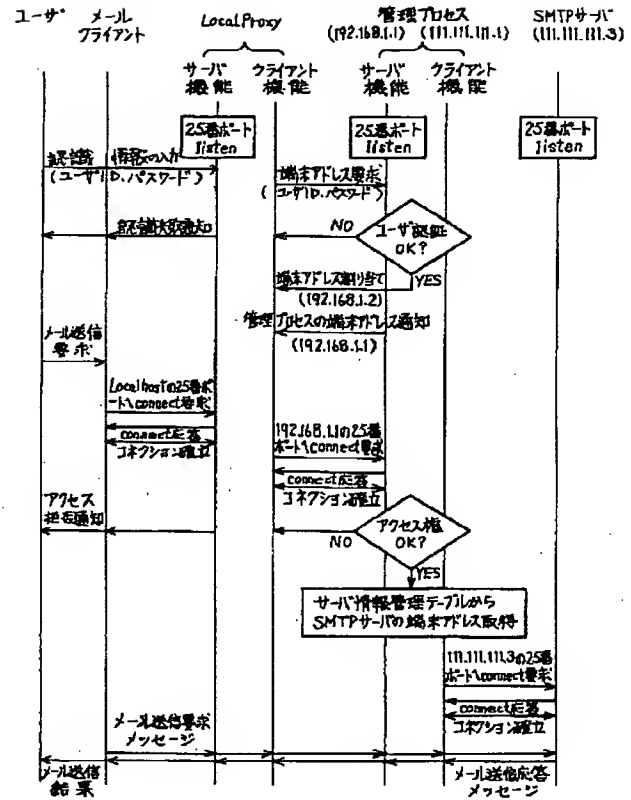 ユーザ メール
クライアント
LocalProxy
管理プロセス
(192.168.1.1) (111.111.111.1)
SMTPサーバ
(111.111.111.3)
サーバ
機能
クライアント
機能
サーバ
機能
クライアント
機能
25番ポート
listen
25番ポート
listen
25番ポート
listen
認識 情報の入力
(ユーザID、パスワード)
端末アドレス要求
(ユーザID、パスワード)
認識失敗通知
NO
ユーザ認証
OK?
YES
端末アドレス割り当て
(192.168.1.2)
管理プロセスの端末アドレス通知
(192.168.1.1)
メール送信
要求
Localhostの25番ポ
ートへconnect要求
connect応答
コネクション確立
192.168.1.1の25番
ポートへconnect要求
connect応答
コネクション確立
アクセス
拒否通知
NO
アクセス権
OK?
YES
サーバ情報管理テーブルから
SMTPサーバの端末アドレス取得
111.111.111.3の25番
ポートへconnect要求
connect応答
コネクション確立
メール送信要求
メッセージ
メール送信
結果
メール送信応答
メッセージ